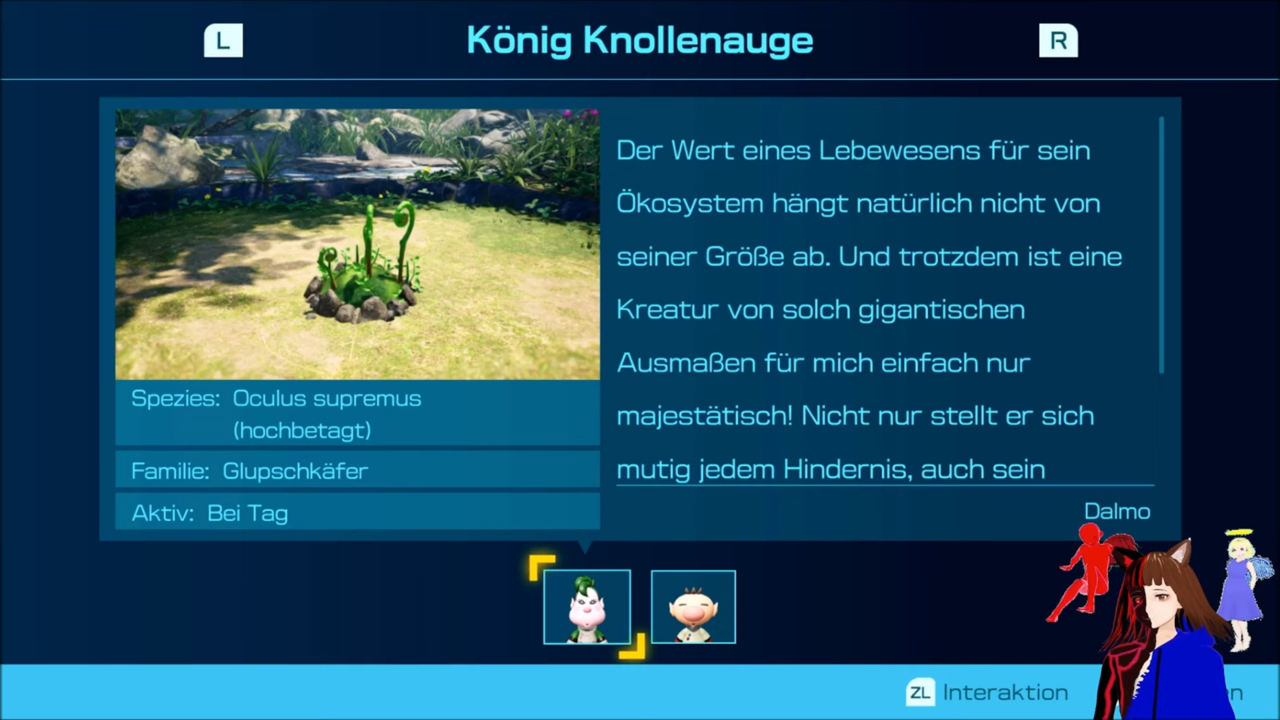 L
König Knollenauge
R
Der Wert eines Lebewesens für sein
Ökosystem hängt natürlich nicht von
seiner Größe ab. Und trotzdem ist eine
Kreatur von solch gigantischen
Ausmaßen für mich einfach nur
majestätisch! Nicht nur stellt er sich
mutig jedem Hindernis, auch sein
Dalmo
Spezies: Oculus supremus
(hochbetagt)
Familie: Glupschkäfer
Aktiv: Bei Tag
ZL Interaktion